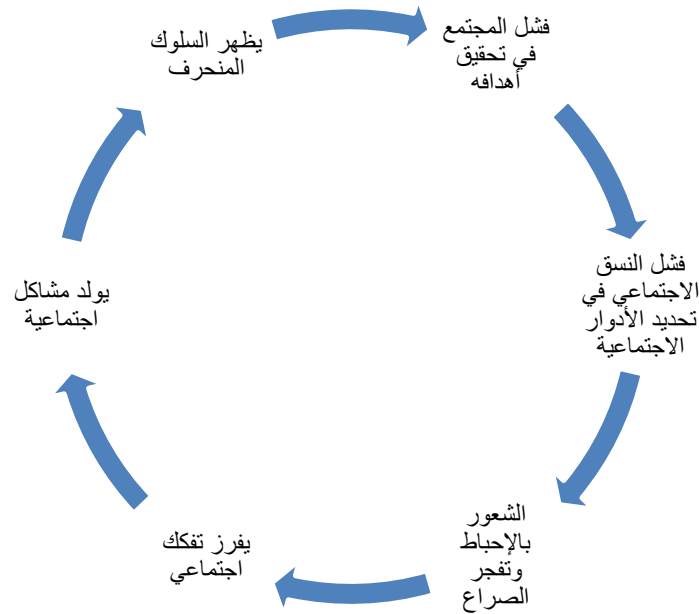 فشل المجتمع
في تحقيق
أهدافه
فشل النسق
الاجتماعي في
تحديد الأدوار
الاجتماعية
الشعور
بالإحباط
وتفجر
الصراع
يفرز تفكك
اجتماعي
يولد مشاكل
اجتماعية
يظهر السلوك
المنحرف